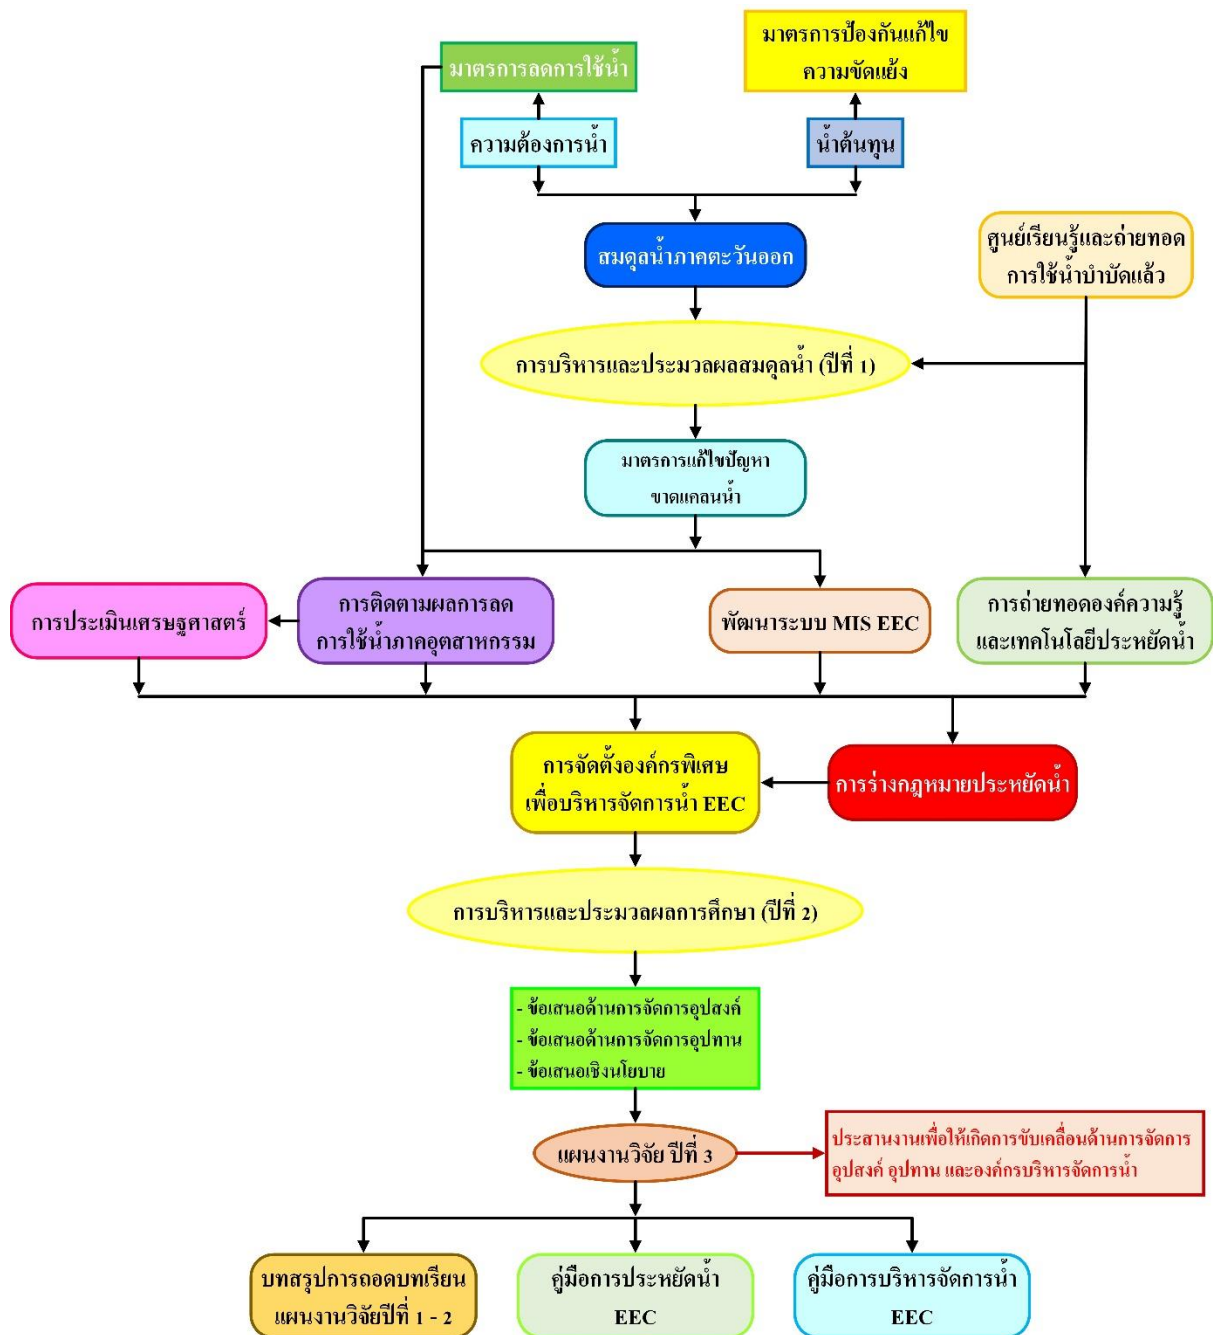 มาตรการลดการใช้น้ำ
มาตรการป้องกันแก้ไข
ความขัดแย้ง
ความต้องการน้ำ
น้ำต้นทุน
สมดุลน้ำภาคตะวันออก
ศูนย์เรียนรู้และถ่ายทอด
การใช้น้ำบำบัดแล้ว
การบริหารและประมวลผลสมดุลน้ำ (ปีที่ 1)
มาตรการแก้ไขปัญหา
ขาดแคลนน้ำ
การประเมินเศรษฐศาสตร์
การติดตามผลการลด
การใช้น้ำภาคอุตสาหกรรม
พัฒนาระบบ MIS EEC
การถ่ายทอดองค์ความรู้
และเทคโนโลยีประหยัดน้ำ
การจัดตั้งองค์กรพิเศษ
เพื่อบริหารจัดการน้ำ EEC
การร่างกฎหมายประหยัดน้ำ
การบริหารและประมวลผลการศึกษา (ปีที่ 2)
- ข้อเสนอด้านการจัดการอุปสงค์
- ข้อเสนอด้านการจัดการอุปทาน
- ข้อเสนอเชิงนโยบาย
แผนงานวิจัย ปีที่ 3
ประสานงานเพื่อให้เกิดการขับเคลื่อนด้านการจัดการ
อุปสงค์ อุปทาน และองค์กรบริหารจัดการน้ำ
บทสรุปการถอดบทเรียน
แผนงานวิจัยปีที่ 1 - 2
คู่มือการประหยัดน้ำ
EEC
คู่มือการบริหารจัดการน้ำ
EEC